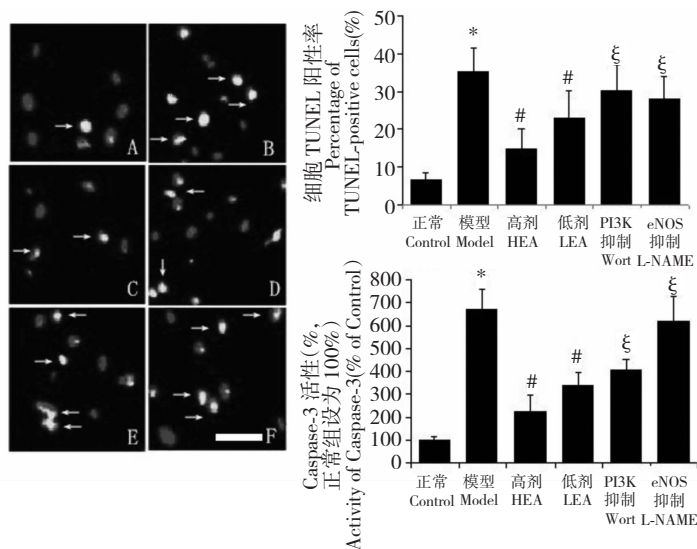 A
B
C
D
E
F
细胞 TUNEL 阳性率
Percentage of
TUNEL-positive cells(%)
50
40
30
20
10
0
*
#
#
ξ
ξ
正常
Control
模型
Model
高剂
HEA
低剂
LEA
PI3K
抑制
Wort
eNOS
抑制
L-NAME
Caspase-3 活性(%,
正常组设为 100%)
Activity of Caspase-3(% of Control)
800
700
600
500
400
300
200
100
0
*
#
#
ξ
ξ
正常
Control
模型
Model
高剂
HEA
低剂
LEA
PI3K
抑制
Wort
eNOS
抑制
L-NAME